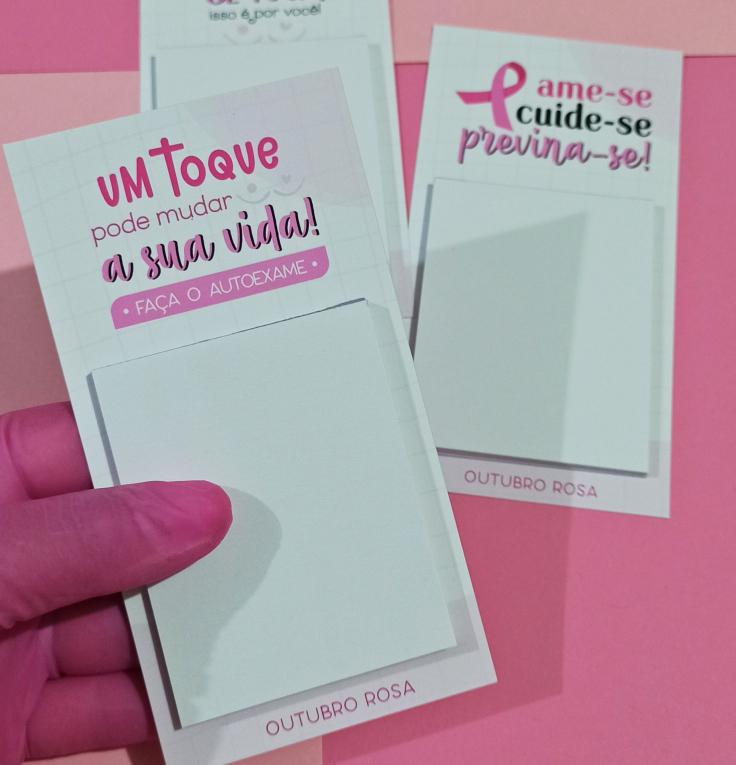 isso é por você!
UM TOQUE
pode mudar
a sua vida!
• FAÇA O AUTOEXAME •
OUTUBRO ROSA
ame-se
cuide-se
previna-se!
OUTUBRO ROSA